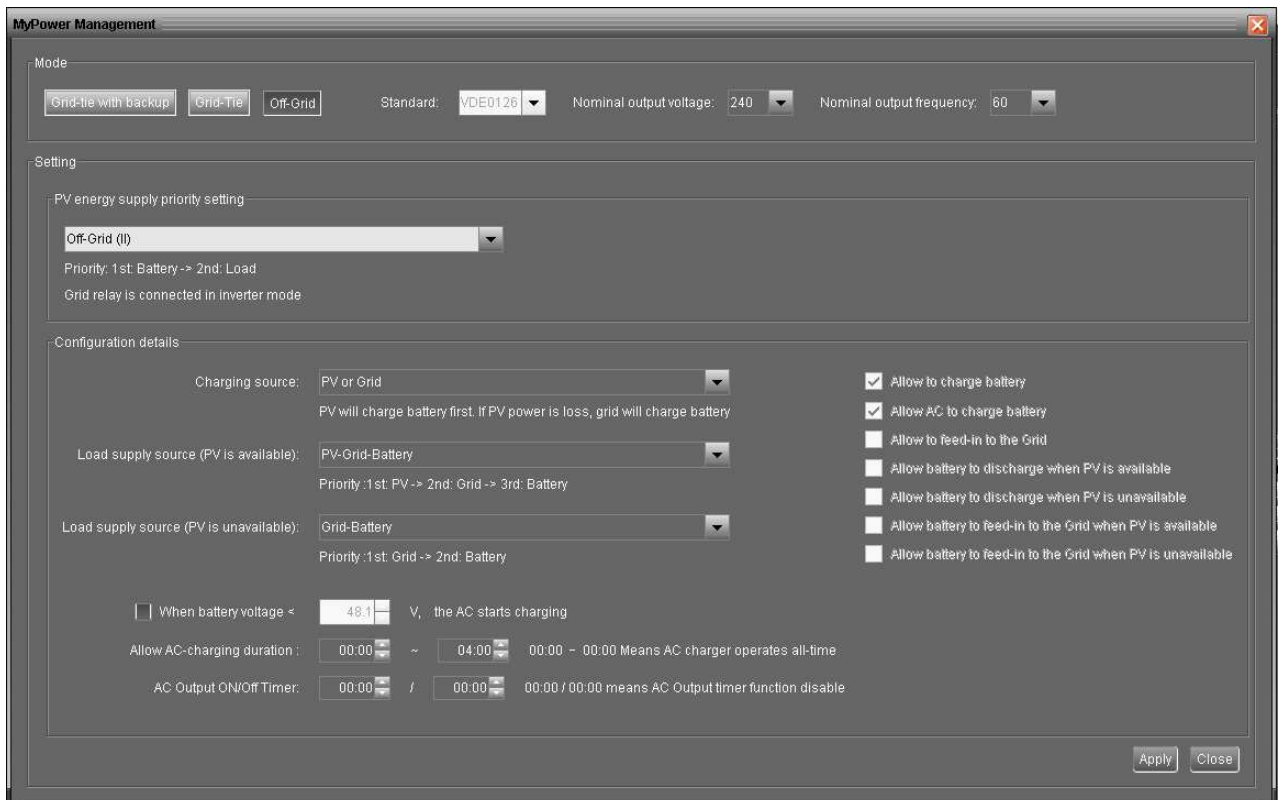 MyPower Management
Mode
Grid-tie with backup Grid-Tie Off-Grid Standard: VDE0126 Nominal output voltage: 240 Nominal output frequency: 60
Setting
PV energy supply priority setting
Off-Grid (II)
Priority: 1st: Battery -> 2nd: Load
Grid relay is connected in inverter mode
Configuration details
Charging source: PV or Grid
PV will charge battery first. If PV power is loss, grid will charge battery
Load supply source (PV is available): PV-Grid-Battery
Priority :1st: PV -> 2nd: Grid -> 3rd: Battery
Load supply source (PV is unavailable): Grid-Battery
Priority :1st: Grid -> 2nd: Battery
Allow to charge battery
Allow AC to charge battery
Allow to feed-in to the Grid
Allow battery to discharge when PV is available
Allow battery to discharge when PV is unavailable
Allow battery to feed-in to the Grid when PV is available
Allow battery to feed-in to the Grid when PV is unavailable
When battery voltage < 48.1 V, the AC starts charging
Allow AC-charging duration : 00:00 ~ 04:00 00:00 - 00:00 Means AC charger operates all-time
AC Output ON/Off Timer: 00:00 / 00:00 00:00 / 00:00 means AC Output timer function disable
Apply Close